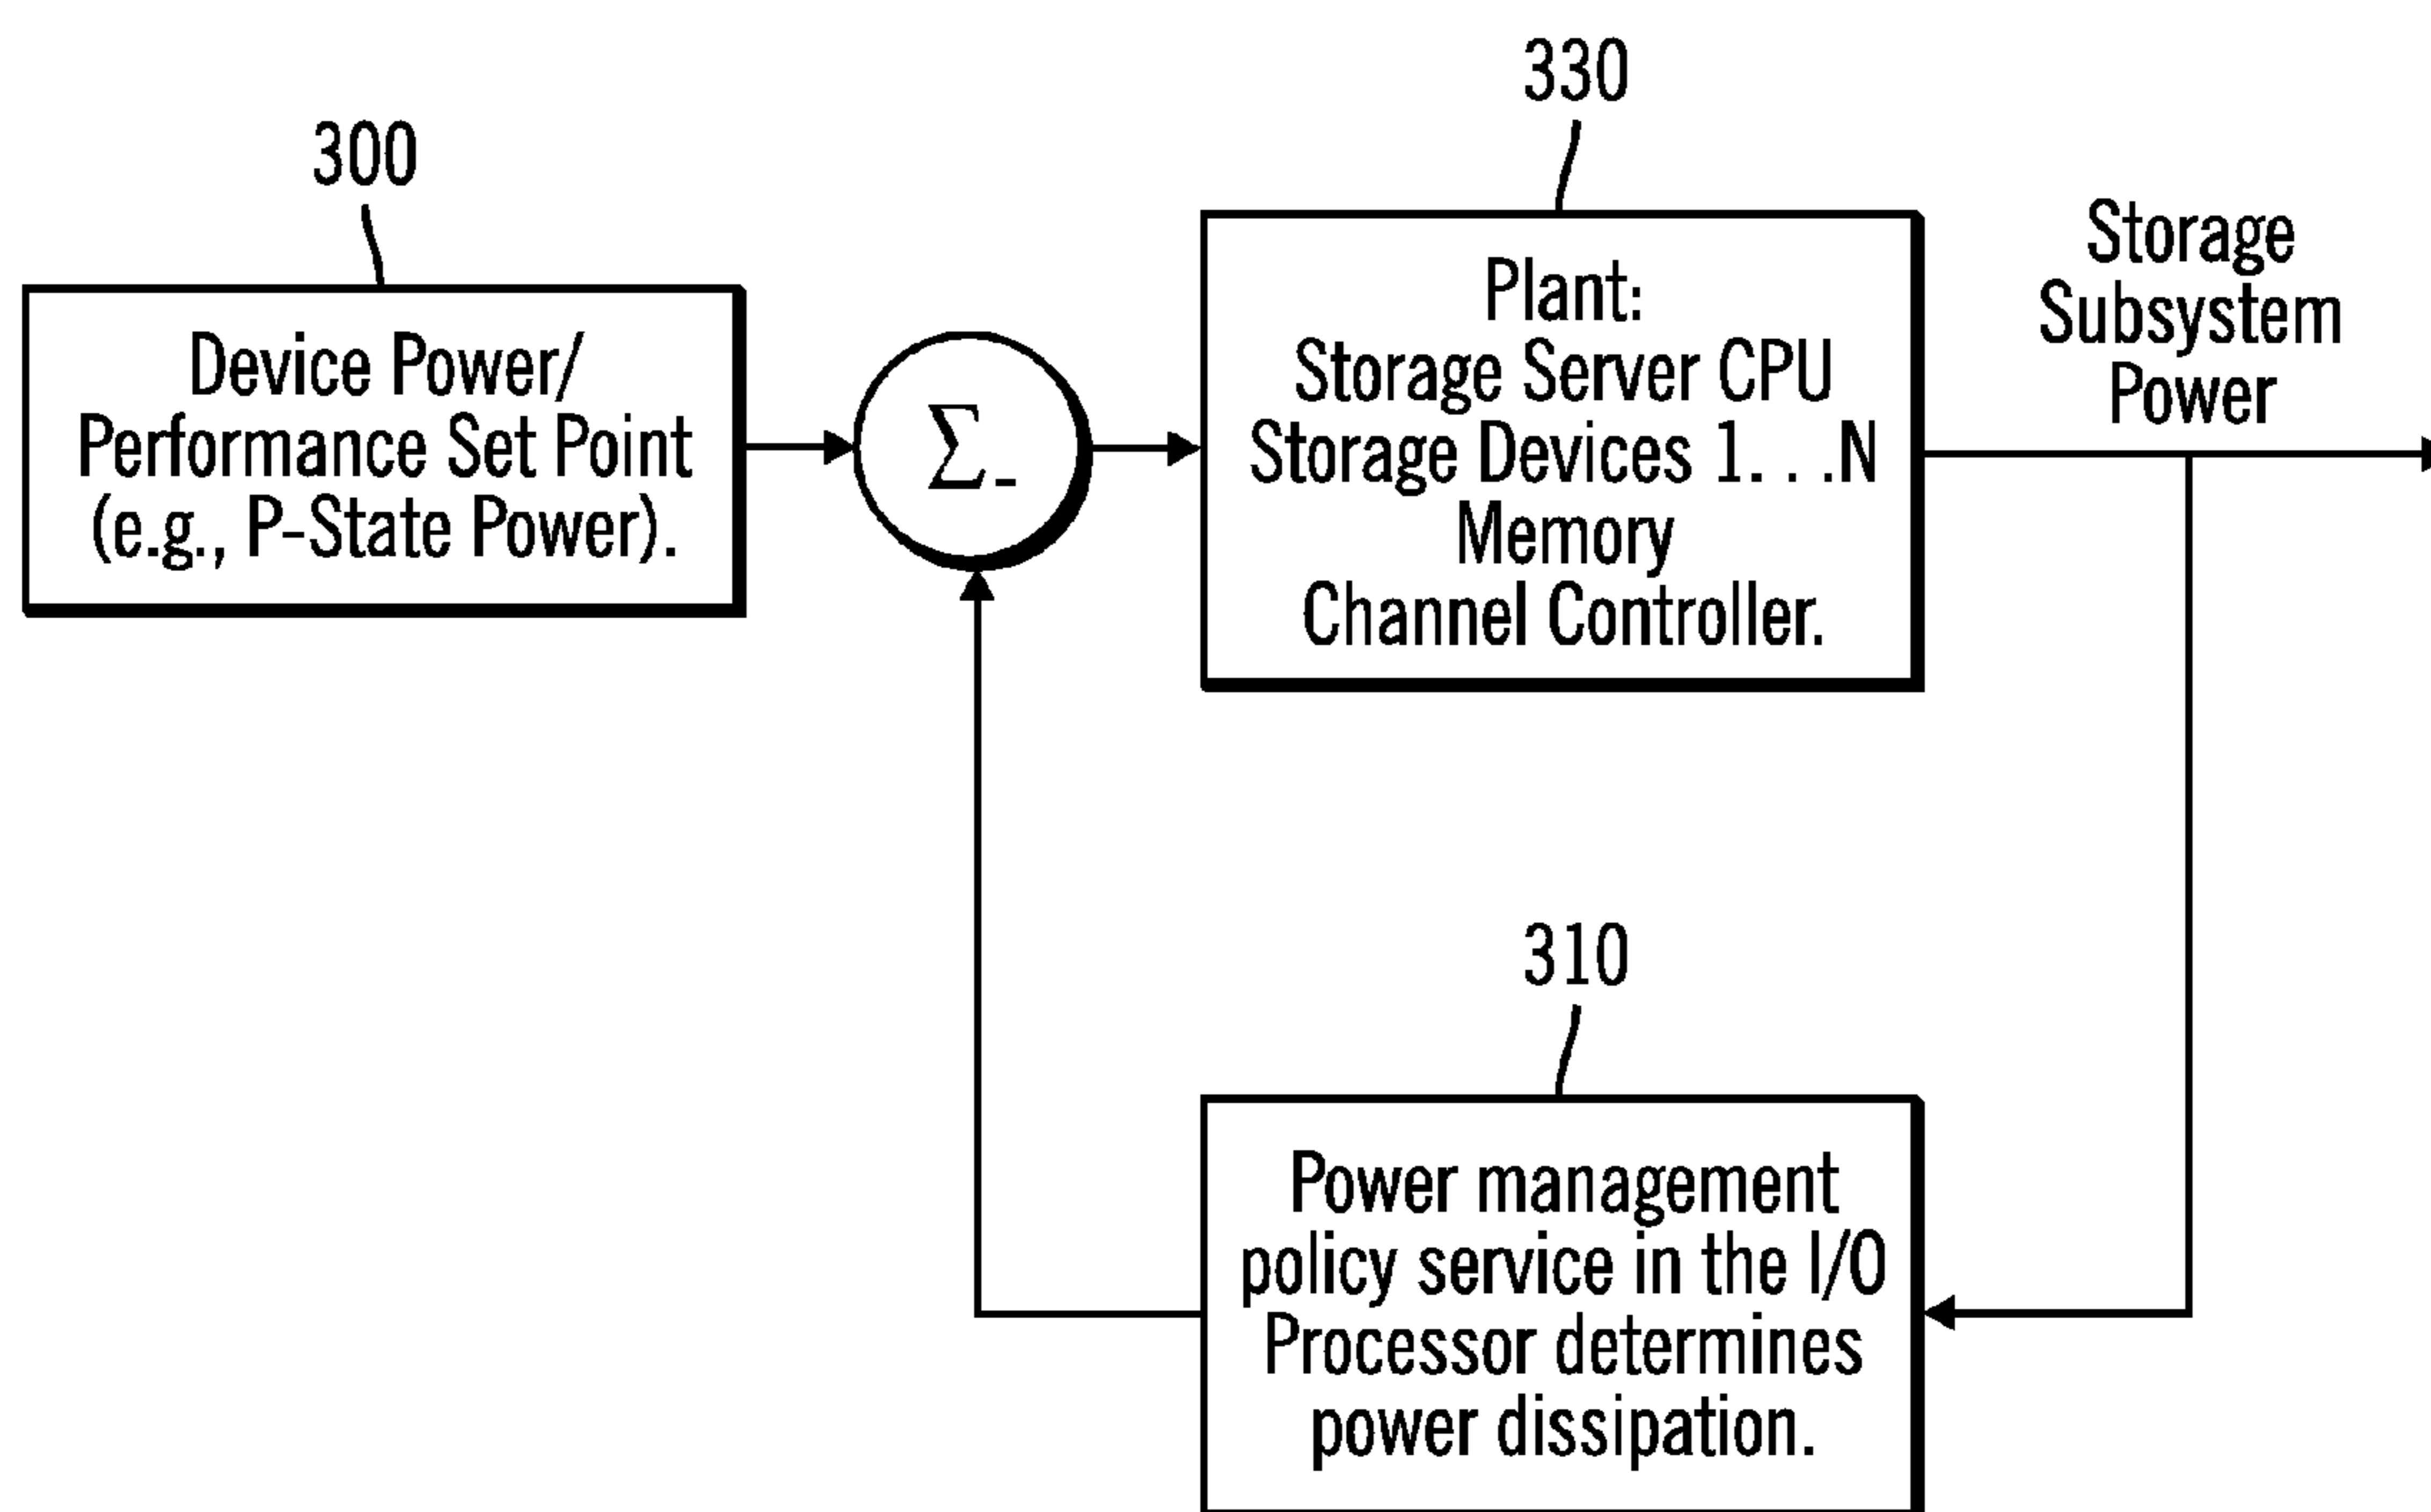 300
Device Power/
Performance Set Point
(e.g., P-State Power).
Σ-
330
Plant:
Storage Server CPU
Storage Devices 1. . .N
Memory
Channel Controller.
Storage
Subsystem
Power
310
Power management
policy service in the I/O
Processor determines
power dissipation.